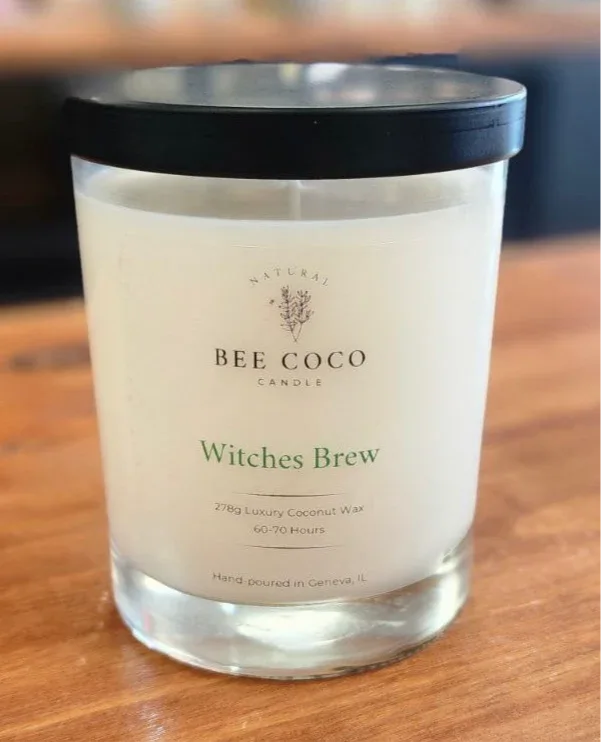 NATURAL
BEE COCO
CANDLE
Witches Brew
278g Luxury Coconut Wax
60-70 Hours
Hand-poured in Geneva, IL